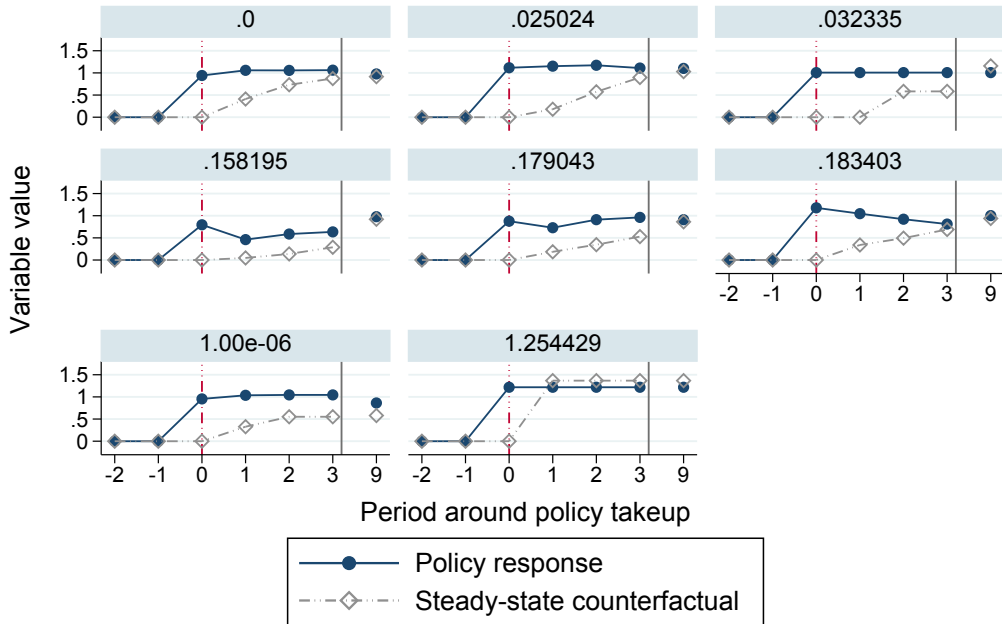 .0 .025024 .032335
1.5
1
.5
0
.158195 .179043 .183403
1.5
1
.5
0
-2 -1 0 1 2 3 9
1.00e-06 1.254429
1.5
1
.5
0
-2 -1 0 1 2 3 9 -2 -1 0 1 2 3 9
Variable value
Period around policy takeup
Policy response
Steady-state counterfactual